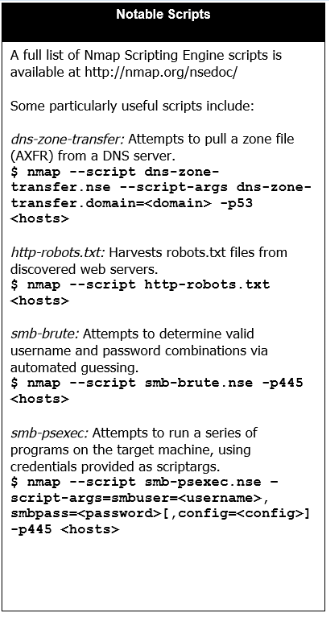 Notable Scripts
A full list of Nmap Scripting Engine scripts is
available at http://nmap.org/nsedoc/
Some particularly useful scripts include:
dns-zone-transfer: Attempts to pull a zone file
(AXFR) from a DNS server.
$ nmap --script dns-zone-
transfer.nse --script-args dns-zone-
transfer.domain=<domain> -p53
<hosts>
http-robots.txt: Harvests robots.txt files from
discovered web servers.
$ nmap --script http-robots.txt
<hosts>
smb-brute: Attempts to determine valid
username and password combinations via
automated guessing.
$ nmap --script smb-brute.nse -p445
<hosts>
smb-psexec: Attempts to run a series of
programs on the target machine, using
credentials provided as scriptargs.
$ nmap --script smb-psexec.nse –
script-args=smbuser=<username>,
smbpass=<password>[,config=<config>]
-p445 <hosts>